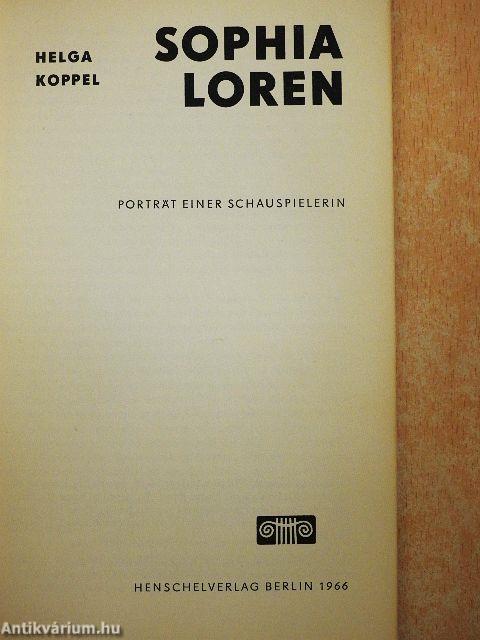 HELGA
KOPPEL
SOPHIA
LOREN
PORTRÄT EINER SCHAUSPIELERIN
HENSCHELVERLAG BERLIN 1966
Antikvárium.hu